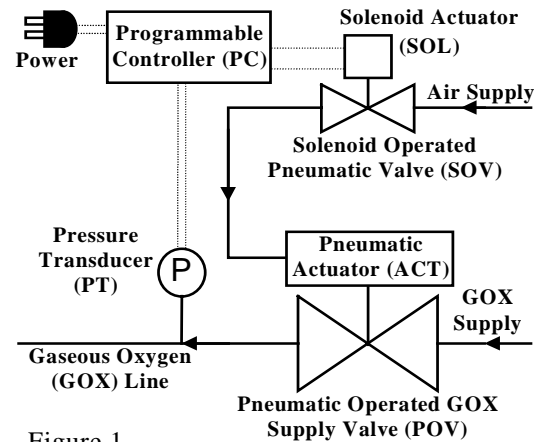 Power
Programmable
Controller (PC)
Solenoid Actuator
(SOL)
Air Supply
Solenoid Operated
Pneumatic Valve (SOV)
Pressure
Transducer
(PT)
P
Pneumatic
Actuator (ACT)
GOX
Supply
Gaseous Oxygen
(GOX) Line
Pneumatic Operated GOX
Supply Valve (POV)
Figure 1